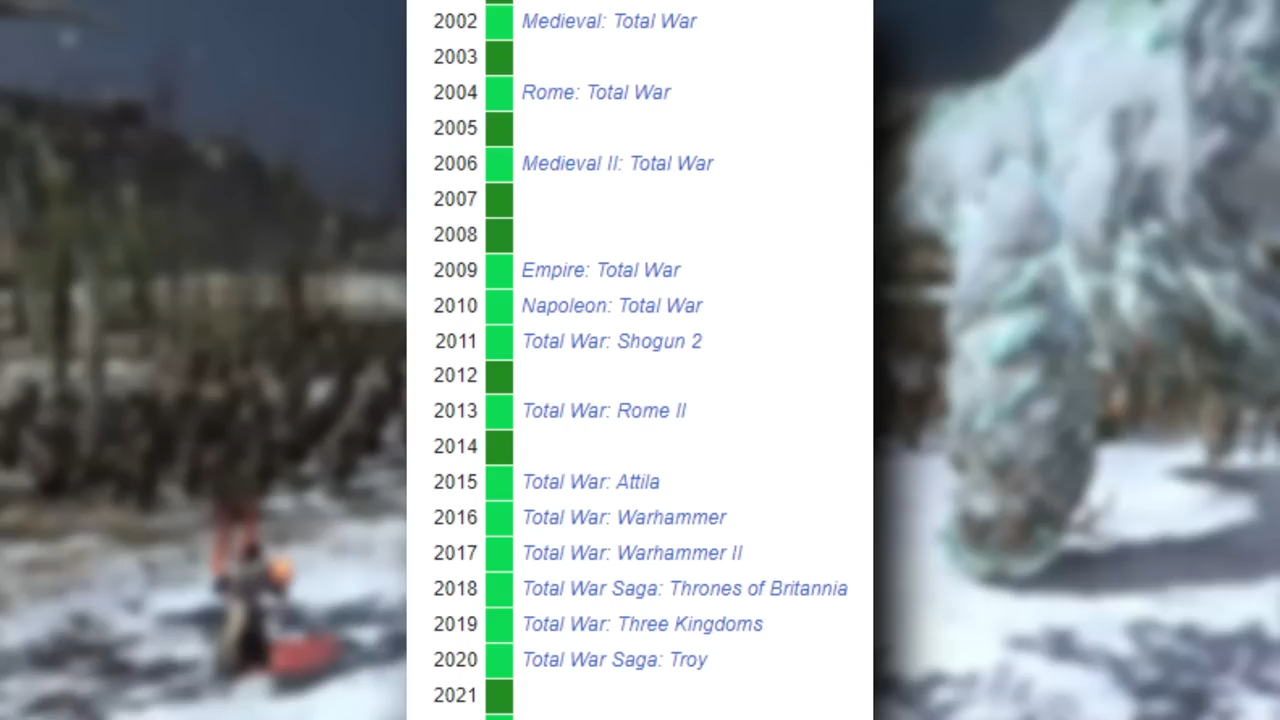 2002 Medieval: Total War
2003
2004 Rome: Total War
2005
2006 Medieval II: Total War
2007
2008
2009 Empire: Total War
2010 Napoleon: Total War
2011 Total War: Shogun 2
2012
2013 Total War: Rome II
2014
2015 Total War: Attila
2016 Total War: Warhammer
2017 Total War: Warhammer II
2018 Total War Saga: Thrones of Britannia
2019 Total War: Three Kingdoms
2020 Total War Saga: Troy
2021